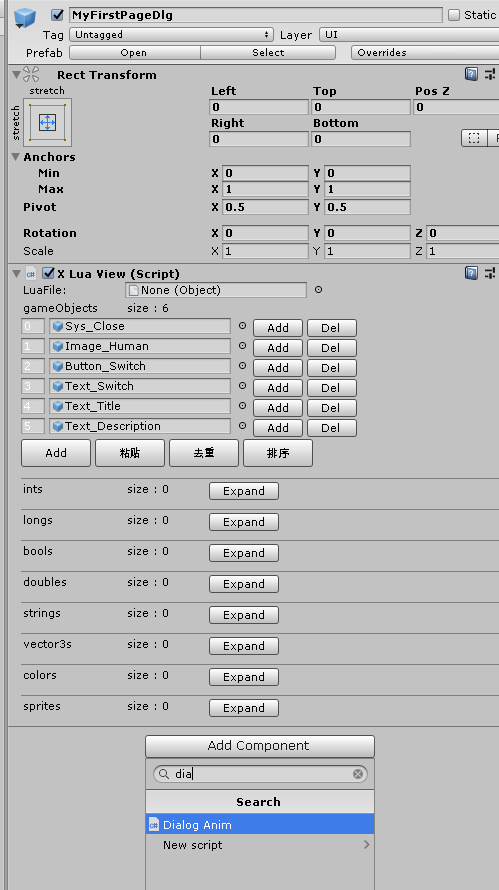 MyFirstPageDlg Static
Tag Untagged Layer UI
Prefab Open Select Overrides
Rect Transform
stretch Left Top Pos Z
stretch 0 0 0
Right Bottom
0 0
Anchors
Min X 0 Y 0
Max X 1 Y 1
Pivot X 0.5 Y 0.5
Rotation X 0 Y 0 Z 0
Scale X 1 Y 1 Z 1
X Lua View (Script)
LuaFile: None (Object)
gameObjects size : 6
0 Sys_Close Add Del
1 Image_Human Add Del
2 Button_Switch Add Del
3 Text_Switch Add Del
4 Text_Title Add Del
5 Text_Description Add Del
Add 粘贴 去重 排序
ints size : 0 Expand
longs size : 0 Expand
bools size : 0 Expand
doubles size : 0 Expand
strings size : 0 Expand
vector3s size : 0 Expand
colors size : 0 Expand
sprites size : 0 Expand
Add Component
dia
Search
Dialog Anim
New script